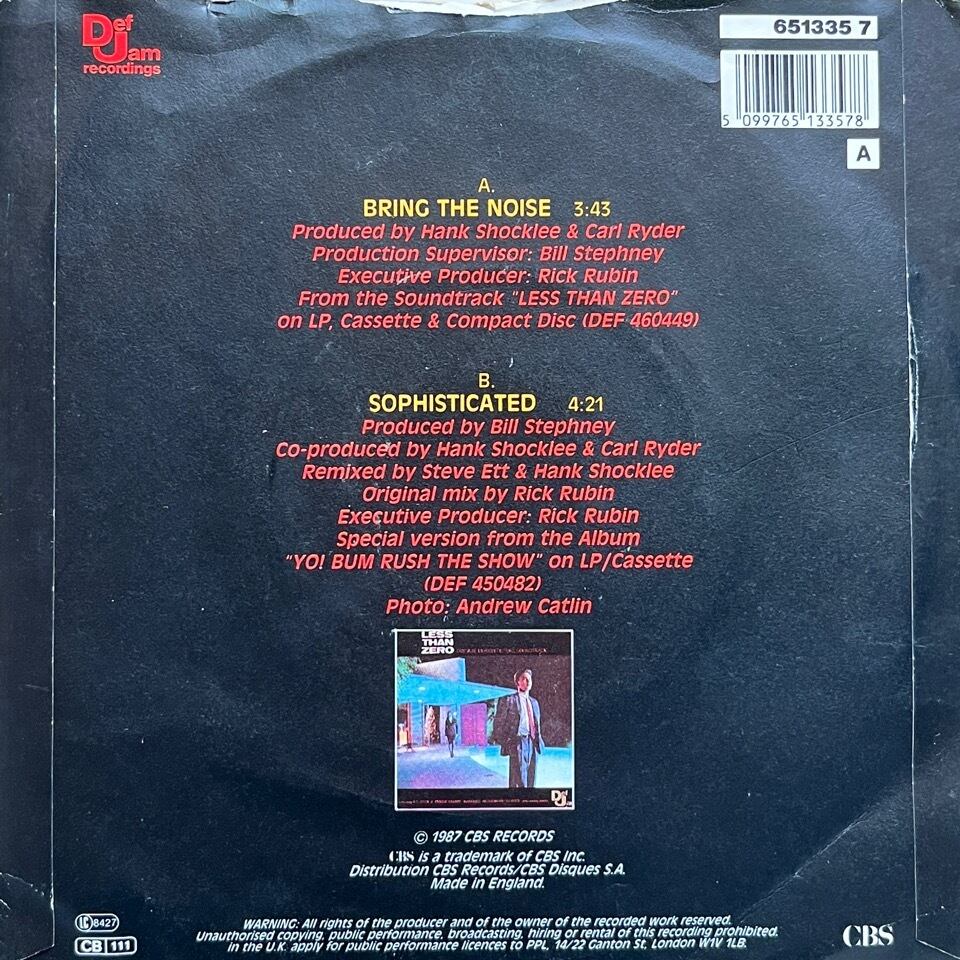 Def Jam
recordings
651335 7
5 099765 133578
A
A.
BRING THE NOISE 3:43
Produced by Hank Shocklee & Carl Ryder
Production Supervisor: Bill Stephney
Executive Producer: Rick Rubin
From the Soundtrack "LESS THAN ZERO"
on LP, Cassette & Compact Disc (DEF 460449)
B.
SOPHISTICATED 4:21
Produced by Bill Stephney
Co-produced by Hank Shocklee & Carl Ryder
Remixed by Steve Ett & Hank Shocklee
Original mix by Rick Rubin
Executive Producer: Rick Rubin
Special version from the Album
"YO! BUM RUSH THE SHOW" on LP/Cassette
(DEF 450482)
Photo: Andrew Catlin
LESS
THAN
ZERO
Def Jam
© 1987 CBS RECORDS
CBS is a trademark of CBS Inc.
Distribution CBS Records/CBS Disques S.A.
Made in England.
LC 8427
CB 111
WARNING: All rights of the producer and of the owner of the recorded work reserved.
Unauthorised copying, public performance, broadcasting, hiring or rental of this recording prohibited.
in the U.K. apply for public performance licences to PPL, 14/22 Ganton St, London W1V 1LB.
CBS